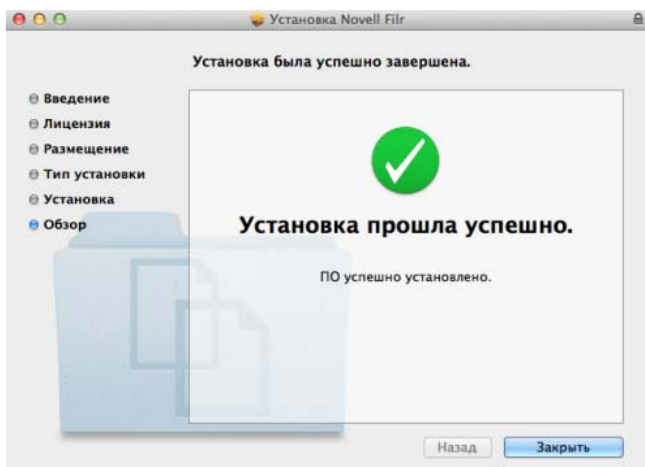 Установка Novell Filr
Установка была успешно завершена.
Введение
Лицензия
Размещение
Тип установки
Установка
Обзор
Установка прошла успешно.
ПО успешно установлено.
Назад
Закрыть